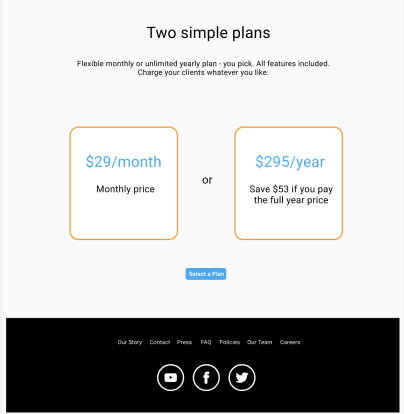 Two simple plans
Flexible monthly or unlimited yearly plan - you pick. All features included.
Charge your clients whatever you like.
$29/month
Monthly price
or
$295/year
Save $53 if you pay
the full year price
Select a Plan
Our Story Contact Press FAQ Policies Our Team Careers